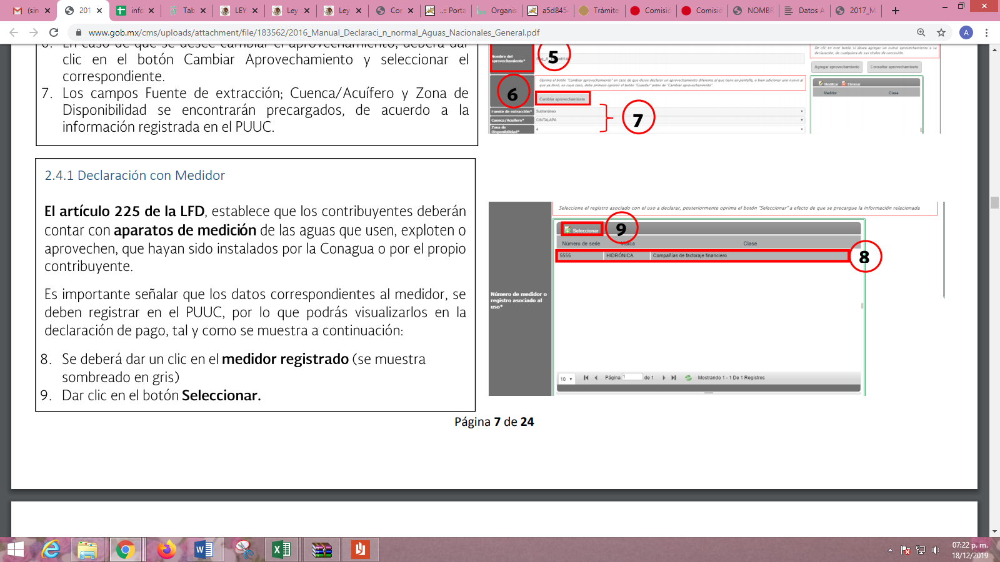 (sin
201
info
Tab
LEY
Ley
Ley
Cor
..:: Porta
Organis
a5d845
Trámite
Comisió
Comisió
NOMBR
Datos A
2017_M
www.gob.mx/cms/uploads/attachment/file/183562/2016_Manual_Declaraci_n_normal_Aguas_Nacionales_General.pdf
A
6. En caso de que se desee cambiar el aprovechamiento, deberá dar
clic en el botón Cambiar Aprovechamiento y seleccionar el
correspondiente.
7. Los campos Fuente de extracción; Cuenca/Acuífero y Zona de
Disponibilidad se encontrarán precargados, de acuerdo a la
información registrada en el PUUC.
Nombre del
aprovechamiento*
5
De clic en este botón si desea agregar un nuevo aprovechamiento a su
declaración, de cualquiera de sus títulos de concesión.
Agregar aprovechamiento
Consultar aprovechamiento
6
Oprima el botón "Cambiar aprovechamiento" en caso de que desee declarar un aprovechamiento diferente al que tiene en pantalla, o bien adicionar uno nuevo al
que ya llenó, en cuyo caso, debe primero oprimir el botón "Guardar" antes de "Cambiar aprovechamiento".
Cambiar aprovechamiento
Modificar
Eliminar
Medidor
Clase
Fuente de extracción*
Subterráneo
Cuenca/Acuífero*
CINTALAPA
Zona de
Disponibilidad*
4
7
2.4.1 Declaración con Medidor
El artículo 225 de la LFD, establece que los contribuyentes deberán
contar con aparatos de medición de las aguas que usen, exploten o
aprovechen, que hayan sido instalados por la Conagua o por el propio
contribuyente.
Es importante señalar que los datos correspondientes al medidor, se
deben registrar en el PUUC, por lo que podrás visualizarlos en la
declaración de pago, tal y como se muestra a continuación:
8. Se deberá dar un clic en el medidor registrado (se muestra
sombreado en gris)
9. Dar clic en el botón Seleccionar.
Seleccione el registro asociado con el uso a declarar, posteriormente oprima el botón "Seleccionar" a efecto de que se precargue la información relacionada
Seleccionar
9
Número de serie
Marca
Clase
5555
HIDRÓNICA
Compañías de factoraje financiero
8
Número de medidor o
registro asociado al
uso*
10
Página 1 de 1
Mostrando 1 - 1 De 1 Registros
Página 7 de 24
07:22 p. m.
18/12/2019